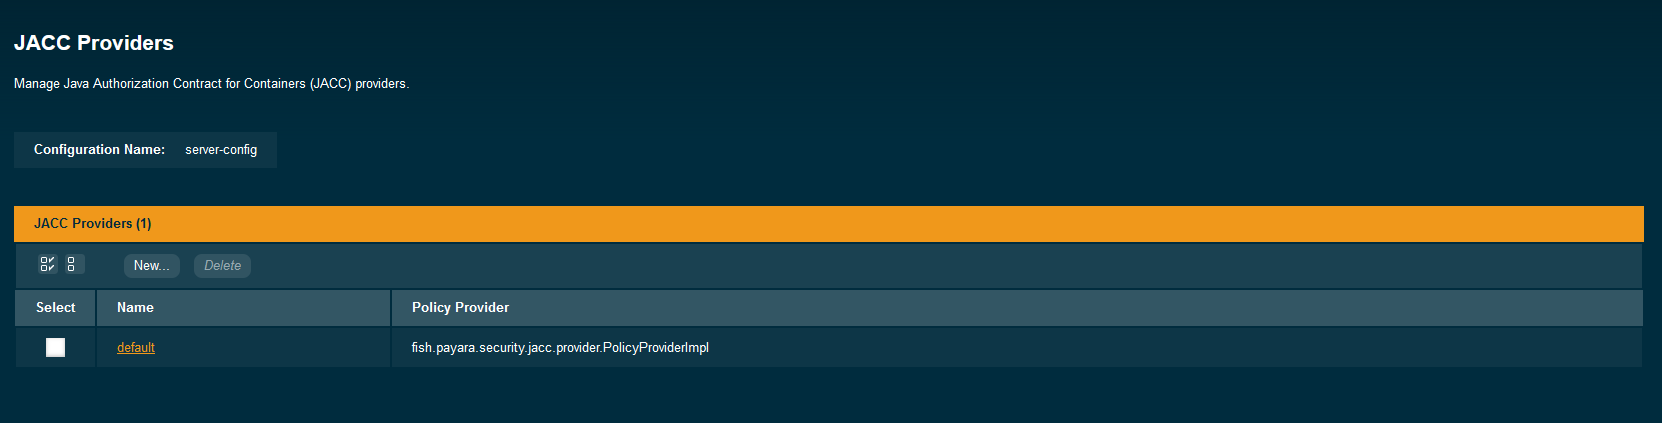 JACC Providers
Manage Java Authorization Contract for Containers (JACC) providers.
Configuration Name: server-config
JACC Providers (1)
New... Delete
Select Name Policy Provider
default fish.payara.security.jacc.provider.PolicyProviderImpl